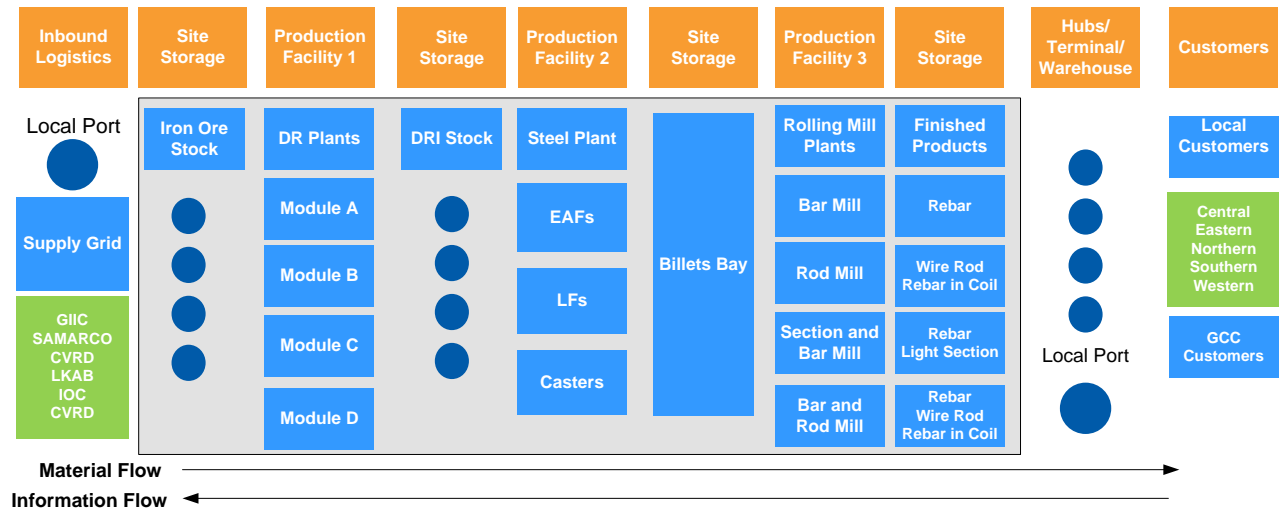 Inbound
Logistics
Site
Storage
Production
Facility 1
Site
Storage
Production
Facility 2
Site
Storage
Production
Facility 3
Site
Storage
Hubs/
Terminal/
Warehouse
Customers
Local Port
Supply Grid
GIIC
SAMARCO
CVRD
LKAB
IOC
CVRD
Iron Ore
Stock
DR Plants
Module A
Module B
Module C
Module D
DRI Stock
Steel Plant
EAFs
LFs
Casters
Billets Bay
Rolling Mill
Plants
Bar Mill
Rod Mill
Section and
Bar Mill
Bar and
Rod Mill
Finished
Products
Rebar
Wire Rod
Rebar in Coil
Rebar
Light Section
Rebar
Wire Rod
Rebar in Coil
Local Port
Local
Customers
Central
Eastern
Northern
Southern
Western
GCC
Customers
Material Flow
Information Flow